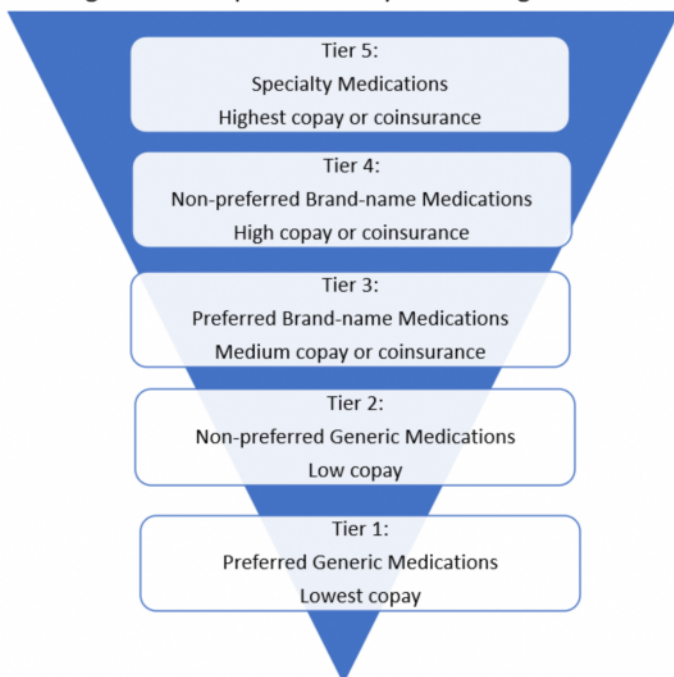 Tier 5:
Specialty Medications
Highest copay or coinsurance
Tier 4:
Non-preferred Brand-name Medications
High copay or coinsurance
Tier 3:
Preferred Brand-name Medications
Medium copay or coinsurance
Tier 2:
Non-preferred Generic Medications
Low copay
Tier 1:
Preferred Generic Medications
Lowest copay